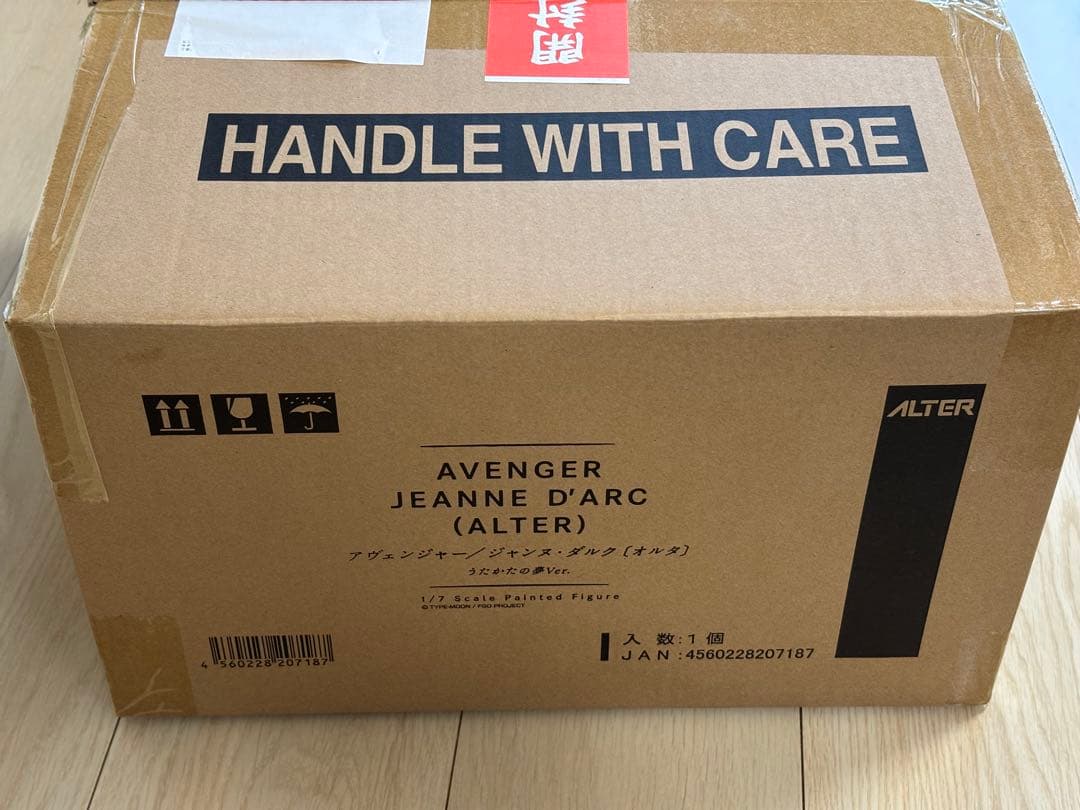 開封
HANDLE WITH CARE
ALTER
AVENGER
JEANNE D'ARC
(ALTER)
アヴェンジャー／ジャンヌ・ダルク〔オルタ〕
うたかたの夢Ver.
1/7 Scale Painted Figure
© TYPE-MOON / FGO PROJECT
4 560228 207187
入数:1個
JAN:4560228207187